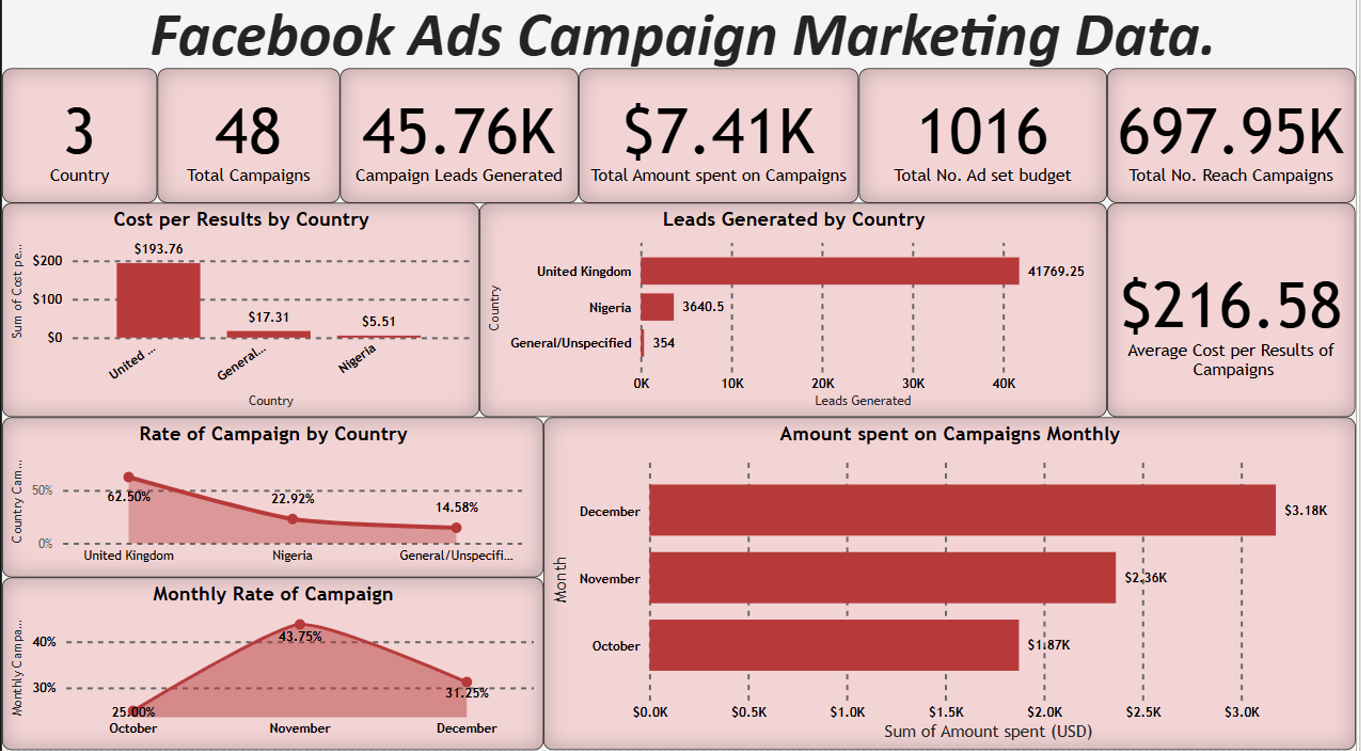 Facebook Ads Campaign Marketing Data.
3
Country
48
Total Campaigns
45.76K
Campaign Leads Generated
$7.41K
Total Amount spent on Campaigns
1016
Total No. Ad set budget
697.95K
Total No. Reach Campaigns
Cost per Results by Country
Sum of Cost pe...
$200
$100
$0
$193.76
$17.31
$5.51
United ...
General...
Nigeria
Country
Leads Generated by Country
Country
United Kingdom
41769.25
Nigeria
3640.5
General/Unspecified
354
0K
10K
20K
30K
40K
Leads Generated
$216.58
Average Cost per Results of
Campaigns
Rate of Campaign by Country
Country Cam...
50%
0%
62.50%
22.92%
14.58%
United Kingdom
Nigeria
General/Unspecifi...
Monthly Rate of Campaign
Monthly Campa...
40%
30%
25.00%
43.75%
31.25%
October
November
December
Amount spent on Campaigns Monthly
Month
December
$3.18K
November
$2.36K
October
$1.87K
$0.0K
$0.5K
$1.0K
$1.5K
$2.0K
$2.5K
$3.0K
Sum of Amount spent (USD)